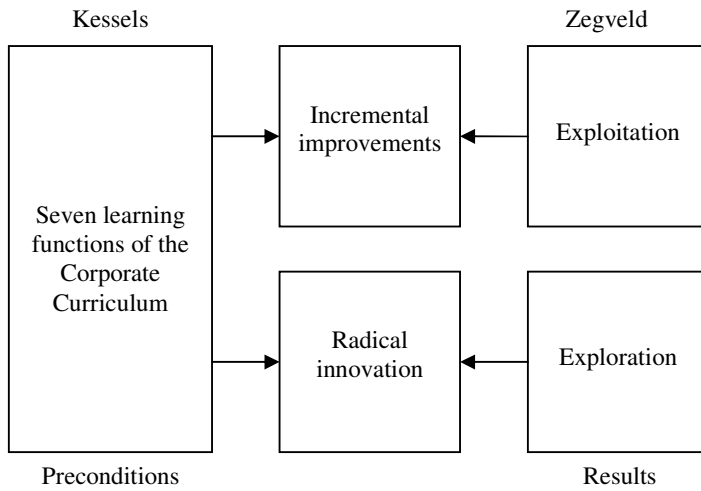 Kessels
Zegveld
Seven learning
functions of the
Corporate
Curriculum
Incremental
improvements
Exploitation
Radical
innovation
Exploration
Preconditions
Results